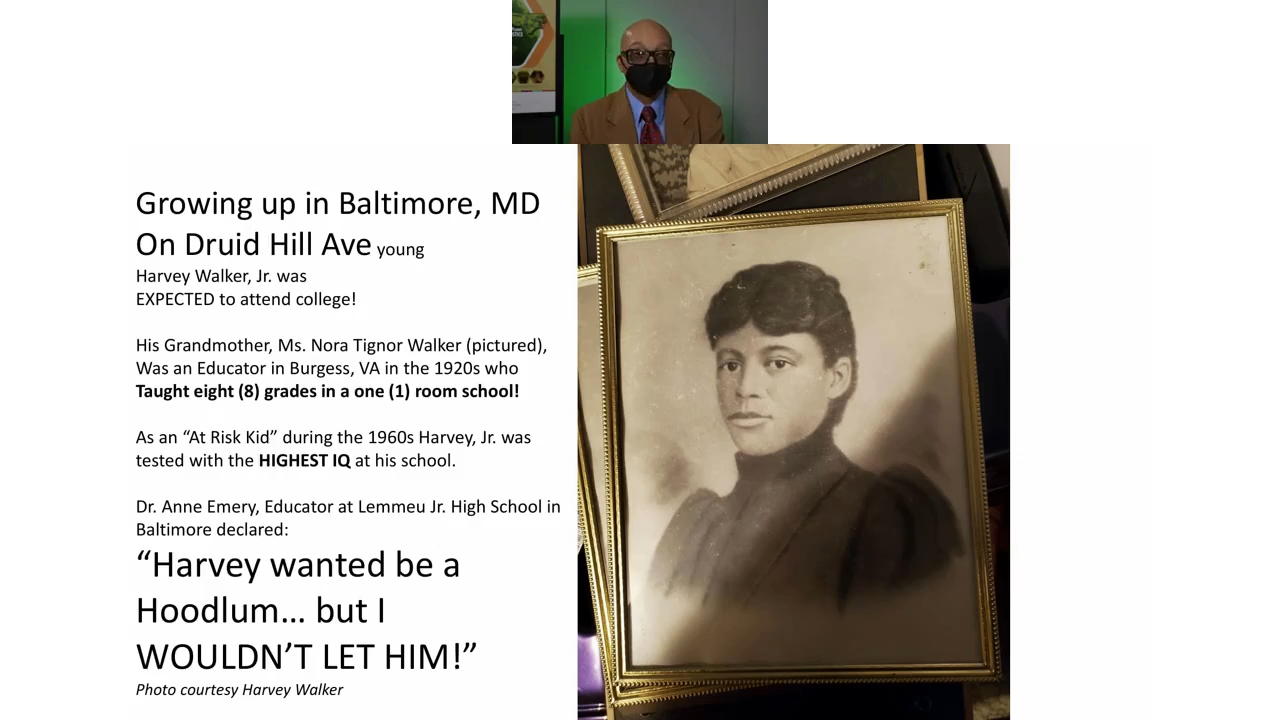 Growing up in Baltimore, MD
On Druid Hill Ave young
Harvey Walker, Jr. was
EXPECTED to attend college!
His Grandmother, Ms. Nora Tignor Walker (pictured),
Was an Educator in Burgess, VA in the 1920s who
Taught eight (8) grades in a one (1) room school!
As an “At Risk Kid” during the 1960s Harvey, Jr. was
tested with the HIGHEST IQ at his school.
Dr. Anne Emery, Educator at Lemmeu Jr. High School in
Baltimore declared:
“Harvey wanted be a
Hoodlum… but I
WOULDN’T LET HIM!”
Photo courtesy Harvey Walker